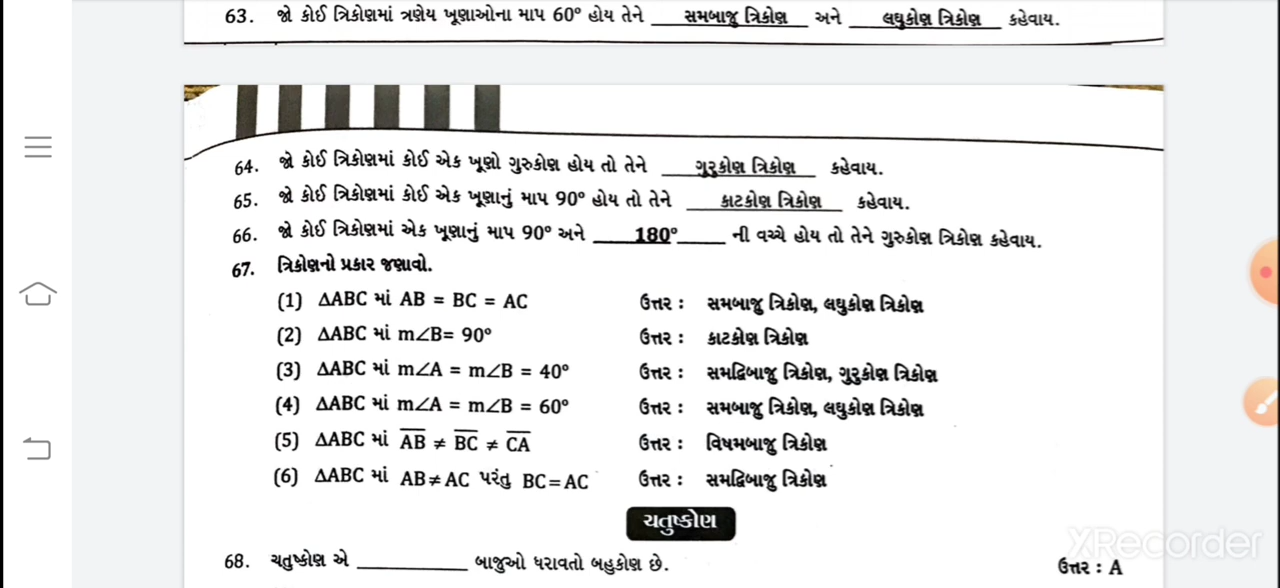 63. જો કોઈ ત્રિકોણમાં ત્રણેય ખૂણાઓના માપ 60° હોય તેને સમબાજુ ત્રિકોણ અને લઘુકોણ ત્રિકોણ કહેવાય.
64. જો કોઈ ત્રિકોણમાં કોઈ એક ખૂણો ગુરુકોણ હોય તો તેને ગુરુકોણ ત્રિકોણ કહેવાય.
65. જો કોઈ ત્રિકોણમાં કોઈ એક ખૂણાનું માપ 90° હોય તો તેને કાટકોણ ત્રિકોણ કહેવાય.
66. જો કોઈ ત્રિકોણમાં એક ખૂણાનું માપ 90° અને 180° ની વચ્ચે હોય તો તેને ગુરુકોણ ત્રિકોણ કહેવાય.
67. ત્રિકોણનો પ્રકાર જણાવો.
(1) ΔABC માં AB = BC = AC ઉત્તર : સમબાજુ ત્રિકોણ, લઘુકોણ ત્રિકોણ
(2) ΔABC માં m∠B= 90° ઉત્તર : કાટકોણ ત્રિકોણ
(3) ΔABC માં m∠A = m∠B = 40° ઉત્તર : સમદ્વિબાજુ ત્રિકોણ, ગુરુકોણ ત્રિકોણ
(4) ΔABC માં m∠A = m∠B = 60° ઉત્તર : સમબાજુ ત્રિકોણ, લઘુકોણ ત્રિકોણ
(5) ΔABC માં A̅B̅ ≠ B̅C̅ ≠ C̅A̅ ઉત્તર : વિષમબાજુ ત્રિકોણ
(6) ΔABC માં AB ≠ AC પરંતુ BC = AC ઉત્તર : સમદ્વિબાજુ ત્રિકોણ
ચતુષ્કોણ
68. ચતુષ્કોણ એ __________ બાજુઓ ધરાવતો બહુકોણ છે. ઉત્તર : A
XRecorder